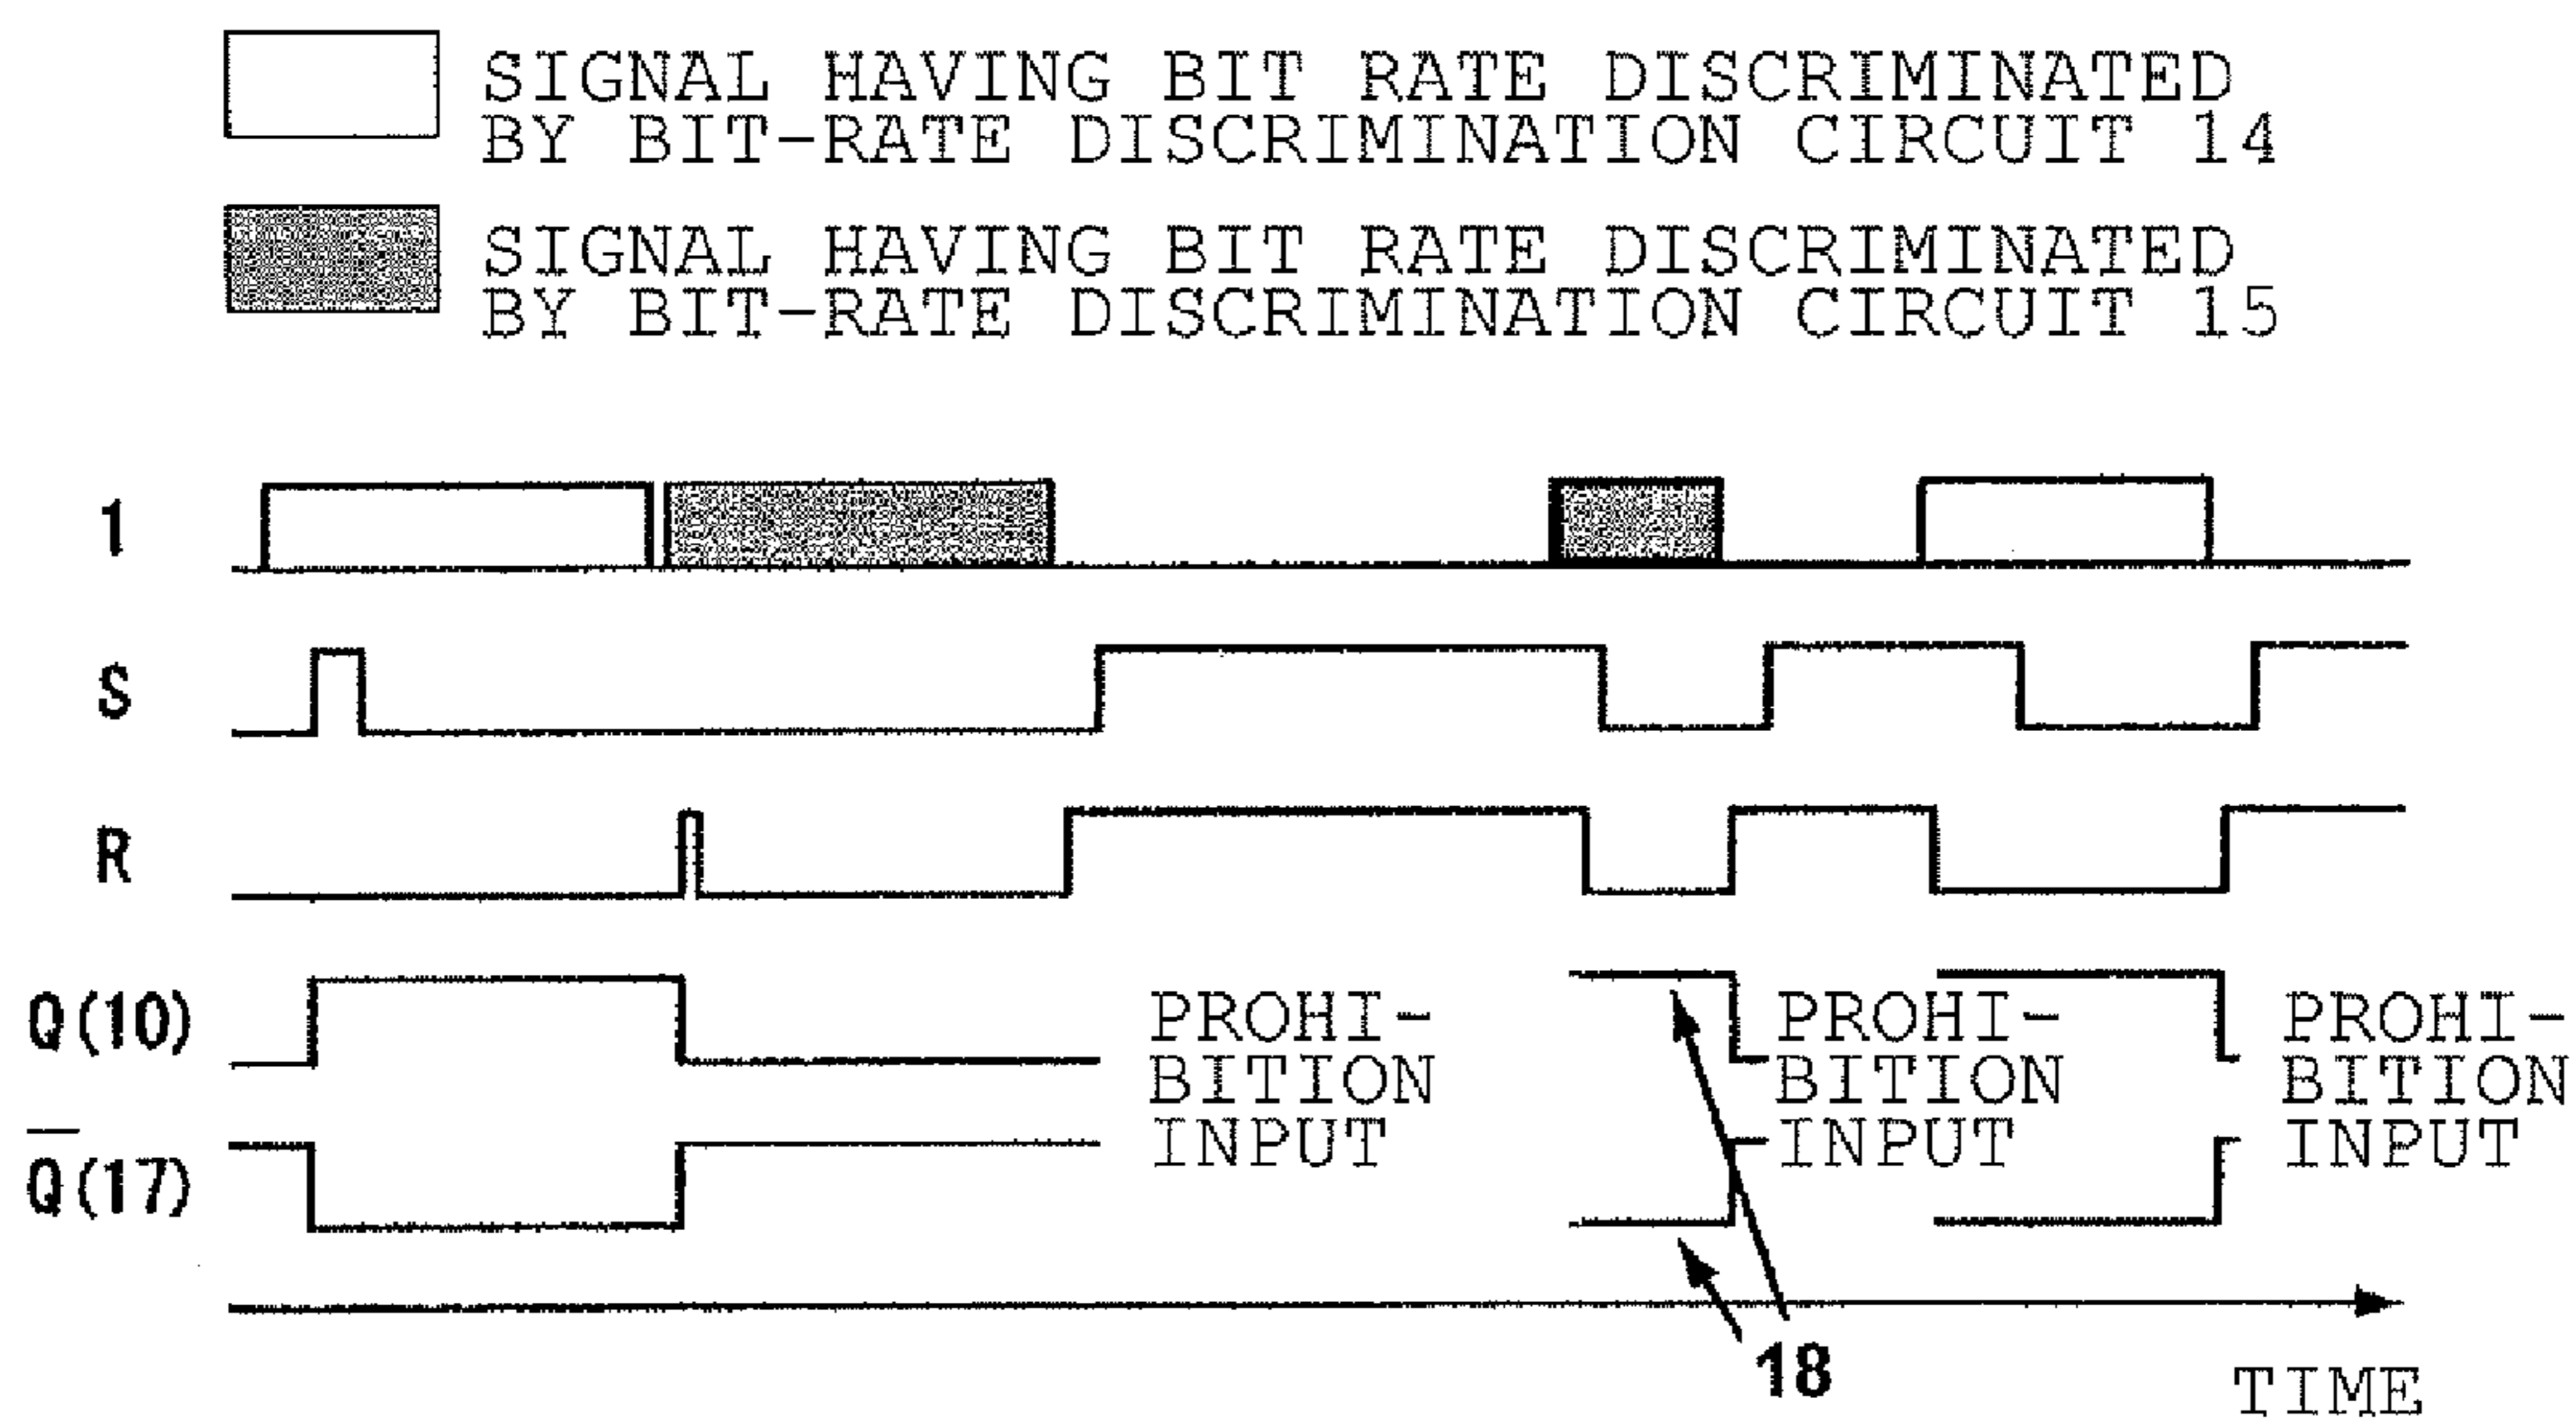 SIGNAL HAVING BIT RATE DISCRIMINATED
BY BIT-RATE DISCRIMINATION CIRCUIT 14
SIGNAL HAVING BIT RATE DISCRIMINATED
BY BIT-RATE DISCRIMINATION CIRCUIT 15
1
S
R
Q(10)
PROHI-
BITION
INPUT
PROHI-
BITION
INPUT
PROHI-
BITION
INPUT
Q̅(17)
18
TIME